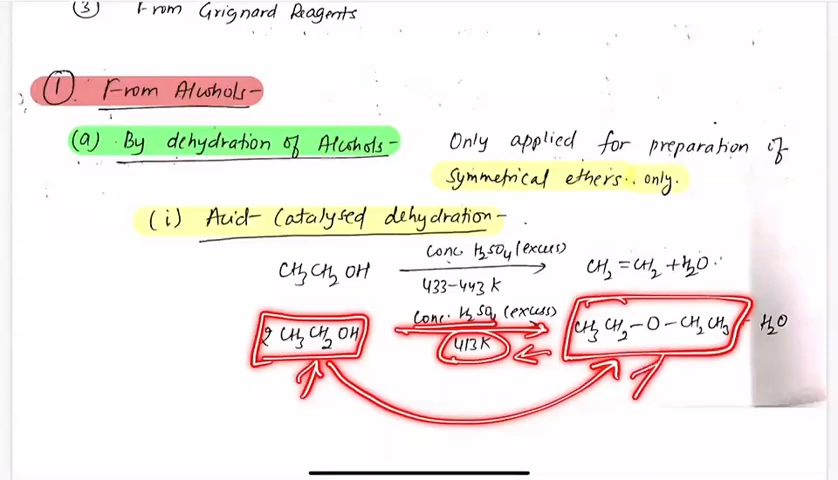 ③ From Grignard Reagents
① From Alcohols-
(a) By dehydration of Alcohols- Only applied for preparation of
Symmetrical ethers.. only.
(i) Acid- Catalysed dehydration-
CH3CH2OH conc. H2SO4 (excess) 433-443 K CH2=CH2 + H2O
2 CH3CH2OH conc. H2SO4 (excess) 413K CH3CH2-O-CH2CH3 H2O